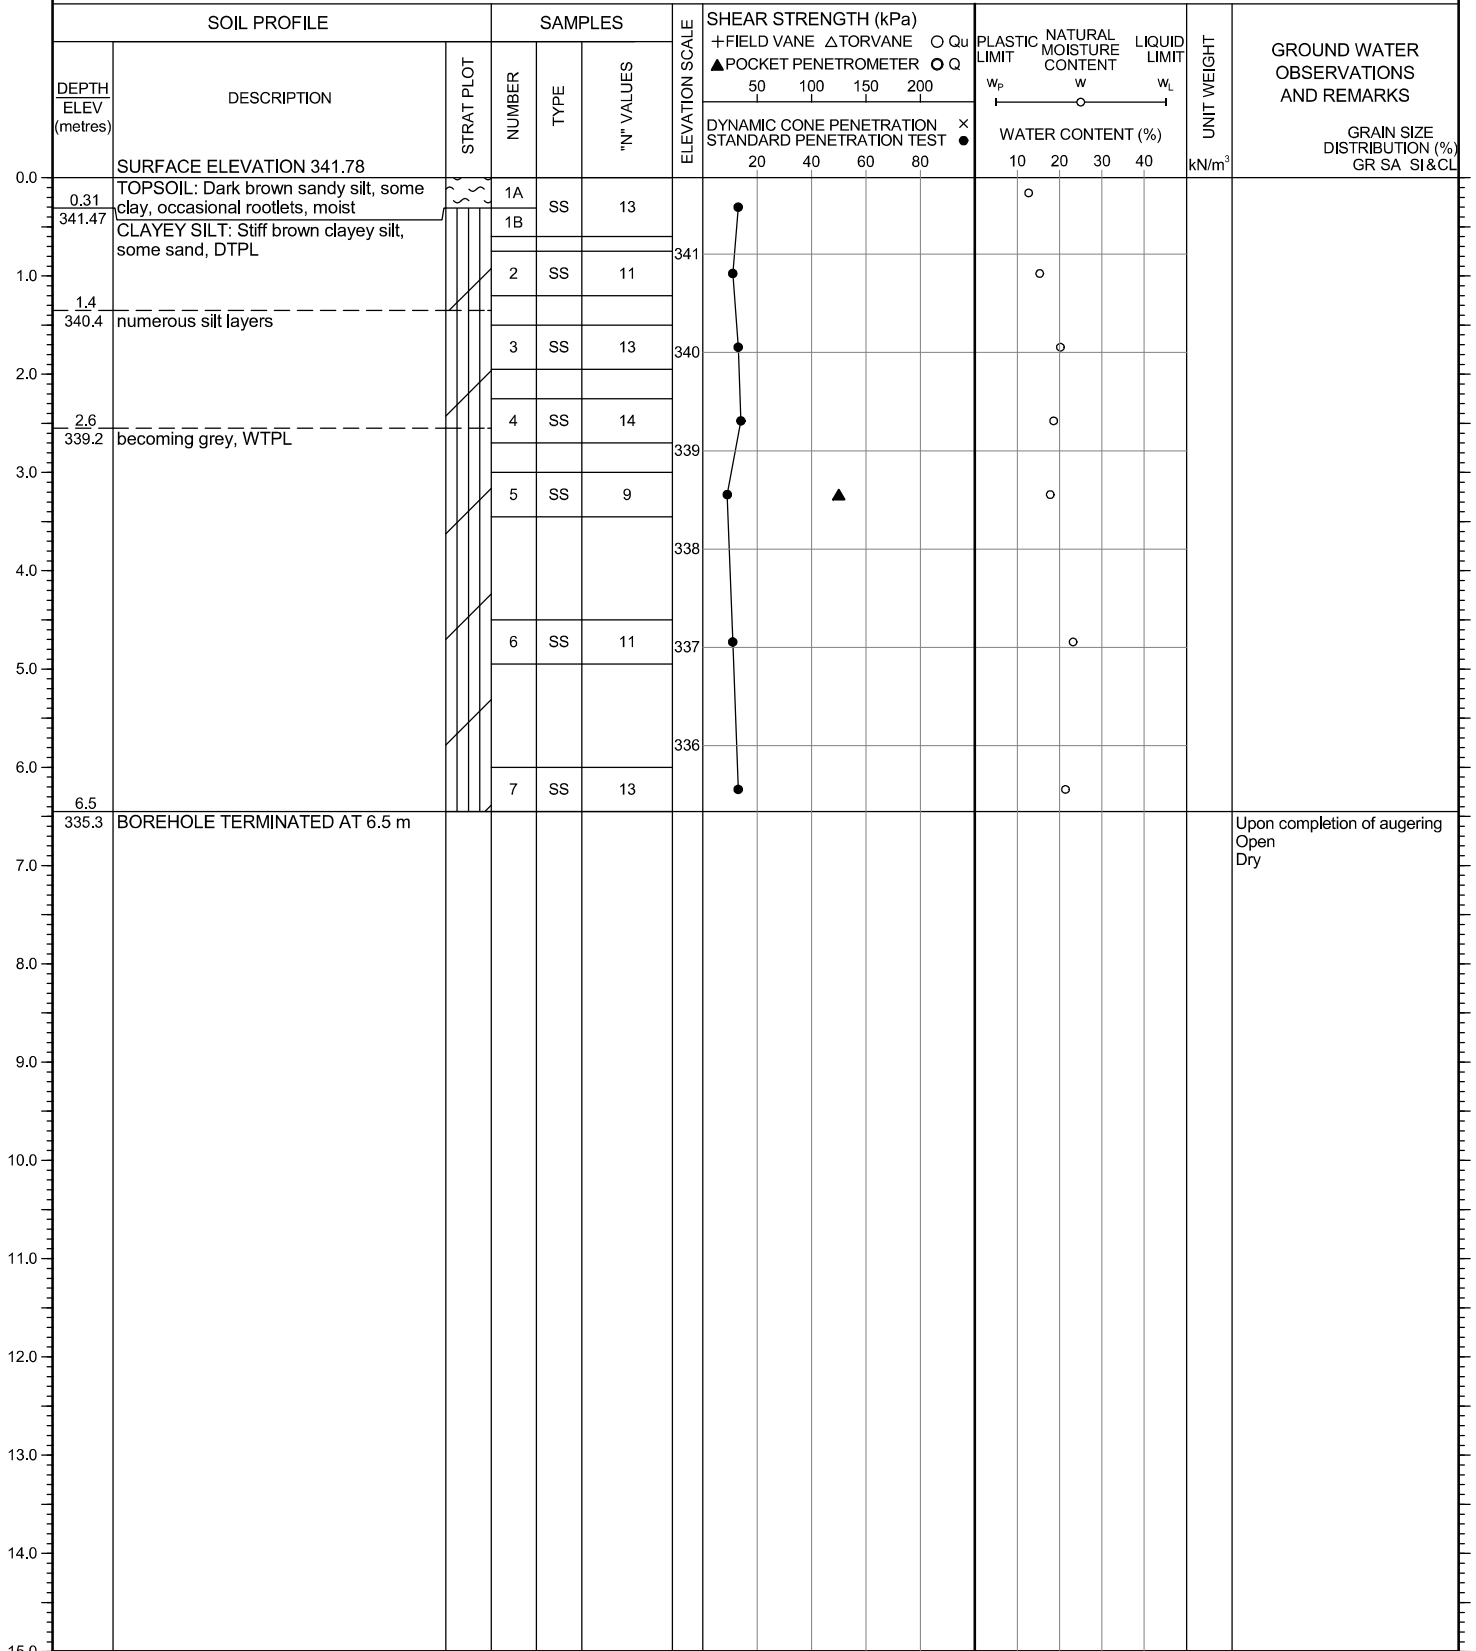 SOIL PROFILE
SAMPLES
DEPTH
ELEV
(metres)
DESCRIPTION
STRAT PLOT
NUMBER
TYPE
"N" VALUES
ELEVATION SCALE
SHEAR STRENGTH (kPa)
+FIELD VANE △TORVANE ○ Qu
▲POCKET PENETROMETER O Q
50 100 150 200
DYNAMIC CONE PENETRATION ×
STANDARD PENETRATION TEST ●
20 40 60 80
PLASTIC LIMIT
NATURAL MOISTURE CONTENT
LIQUID LIMIT
WP W WL
WATER CONTENT (%)
10 20 30 40
UNIT WEIGHT
kN/m³
GROUND WATER
OBSERVATIONS
AND REMARKS
GRAIN SIZE
DISTRIBUTION (%)
GR SA SI&CL
SURFACE ELEVATION 341.78
0.0
0.31
341.47
TOPSOIL: Dark brown sandy silt, some
clay, occasional rootlets, moist
1A
1B
SS 13
CLAYEY SILT: Stiff brown clayey silt,
some sand, DTPL
341
1.0
2 SS 11
1.4
340.4 numerous silt layers
3 SS 13
340
2.0
2.6
339.2 becoming grey, WTPL
4 SS 14
339
3.0
5 SS 9
338
4.0
6 SS 11
337
5.0
336
6.0
7 SS 13
6.5
335.3 BOREHOLE TERMINATED AT 6.5 m
Upon completion of augering
Open
Dry
7.0
8.0
9.0
10.0
11.0
12.0
13.0
14.0
15.0